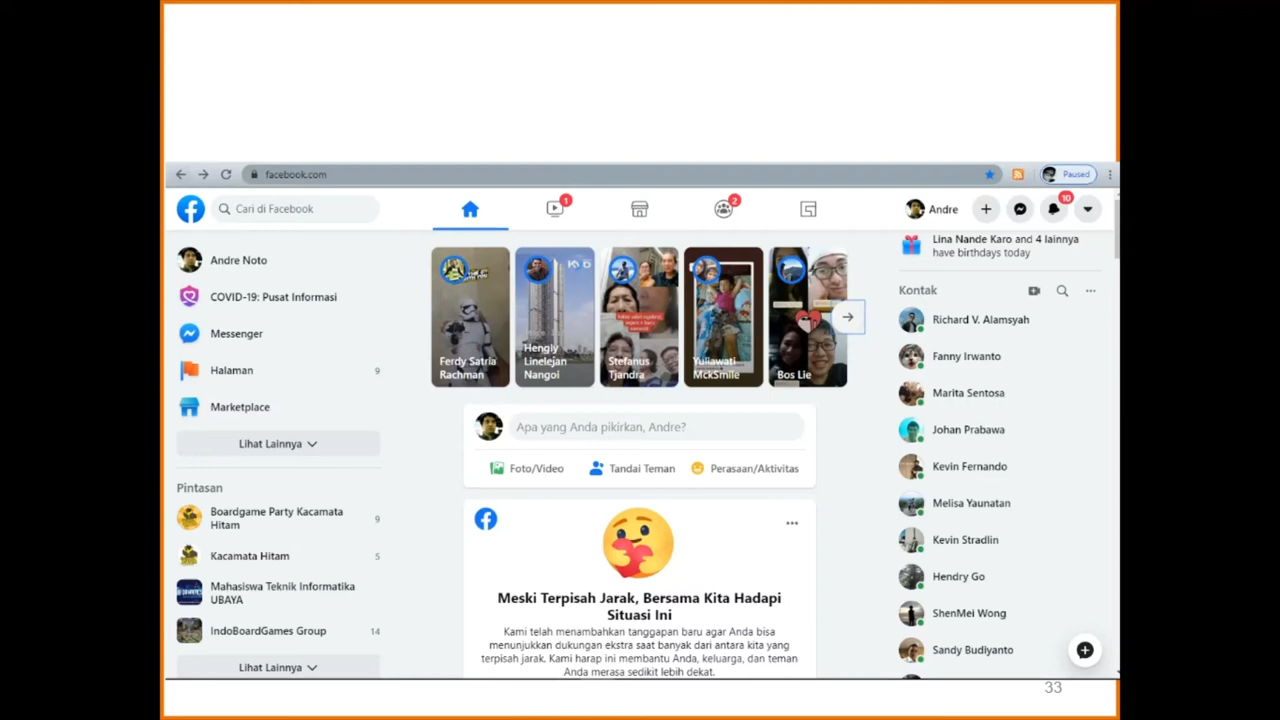 facebook.com
Paused
Cari di Facebook
1
2
Andre
10
Andre Noto
COVID-19: Pusat Informasi
Messenger
Halaman 9
Marketplace
Lihat Lainnya
Pintasan
Boardgame Party Kacamata
Hitam
9
Kacamata Hitam 5
Mahasiswa Teknik Informatika
UBAYA
IndoBoardGames Group 14
Lihat Lainnya
Ferdy Satria
Rachman
Hengly
Linelejan
Nangoi
Stefanus
Tjandra
Yuliawati
MckSmile
Bos Lie
Apa yang Anda pikirkan, Andre?
Foto/Video
Tandai Teman
Perasaan/Aktivitas
Meski Terpisah Jarak, Bersama Kita Hadapi
Situasi Ini
Kami telah menambahkan tanggapan baru agar Anda bisa
menunjukkan dukungan ekstra saat banyak dari antara kita yang
terpisah jarak. Kami harap ini membantu Anda, keluarga, dan teman
Anda merasa sedikit lebih dekat.
Lina Nande Karo and 4 lainnya
have birthdays today
Kontak
Richard V. Alamsyah
Fanny Irwanto
Marita Sentosa
Johan Prabawa
Kevin Fernando
Melisa Yaunatan
Kevin Stradlin
Hendry Go
ShenMei Wong
Sandy Budiyanto
33